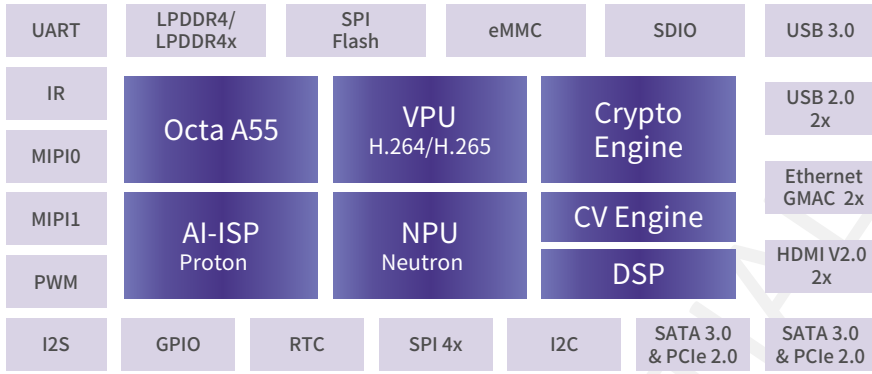 UART
LPDDR4/
LPDDR4x
SPI
Flash
eMMC
SDIO
USB 3.0
IR
MIPI0
MIPI1
PWM
Octa A55
VPU
H.264/H.265
Crypto
Engine
AI-ISP
Proton
NPU
Neutron
CV Engine
DSP
USB 2.0
2x
Ethernet
GMAC 2x
HDMI V2.0
2x
I2S
GPIO
RTC
SPI 4x
I2C
SATA 3.0
& PCIe 2.0
SATA 3.0
& PCIe 2.0